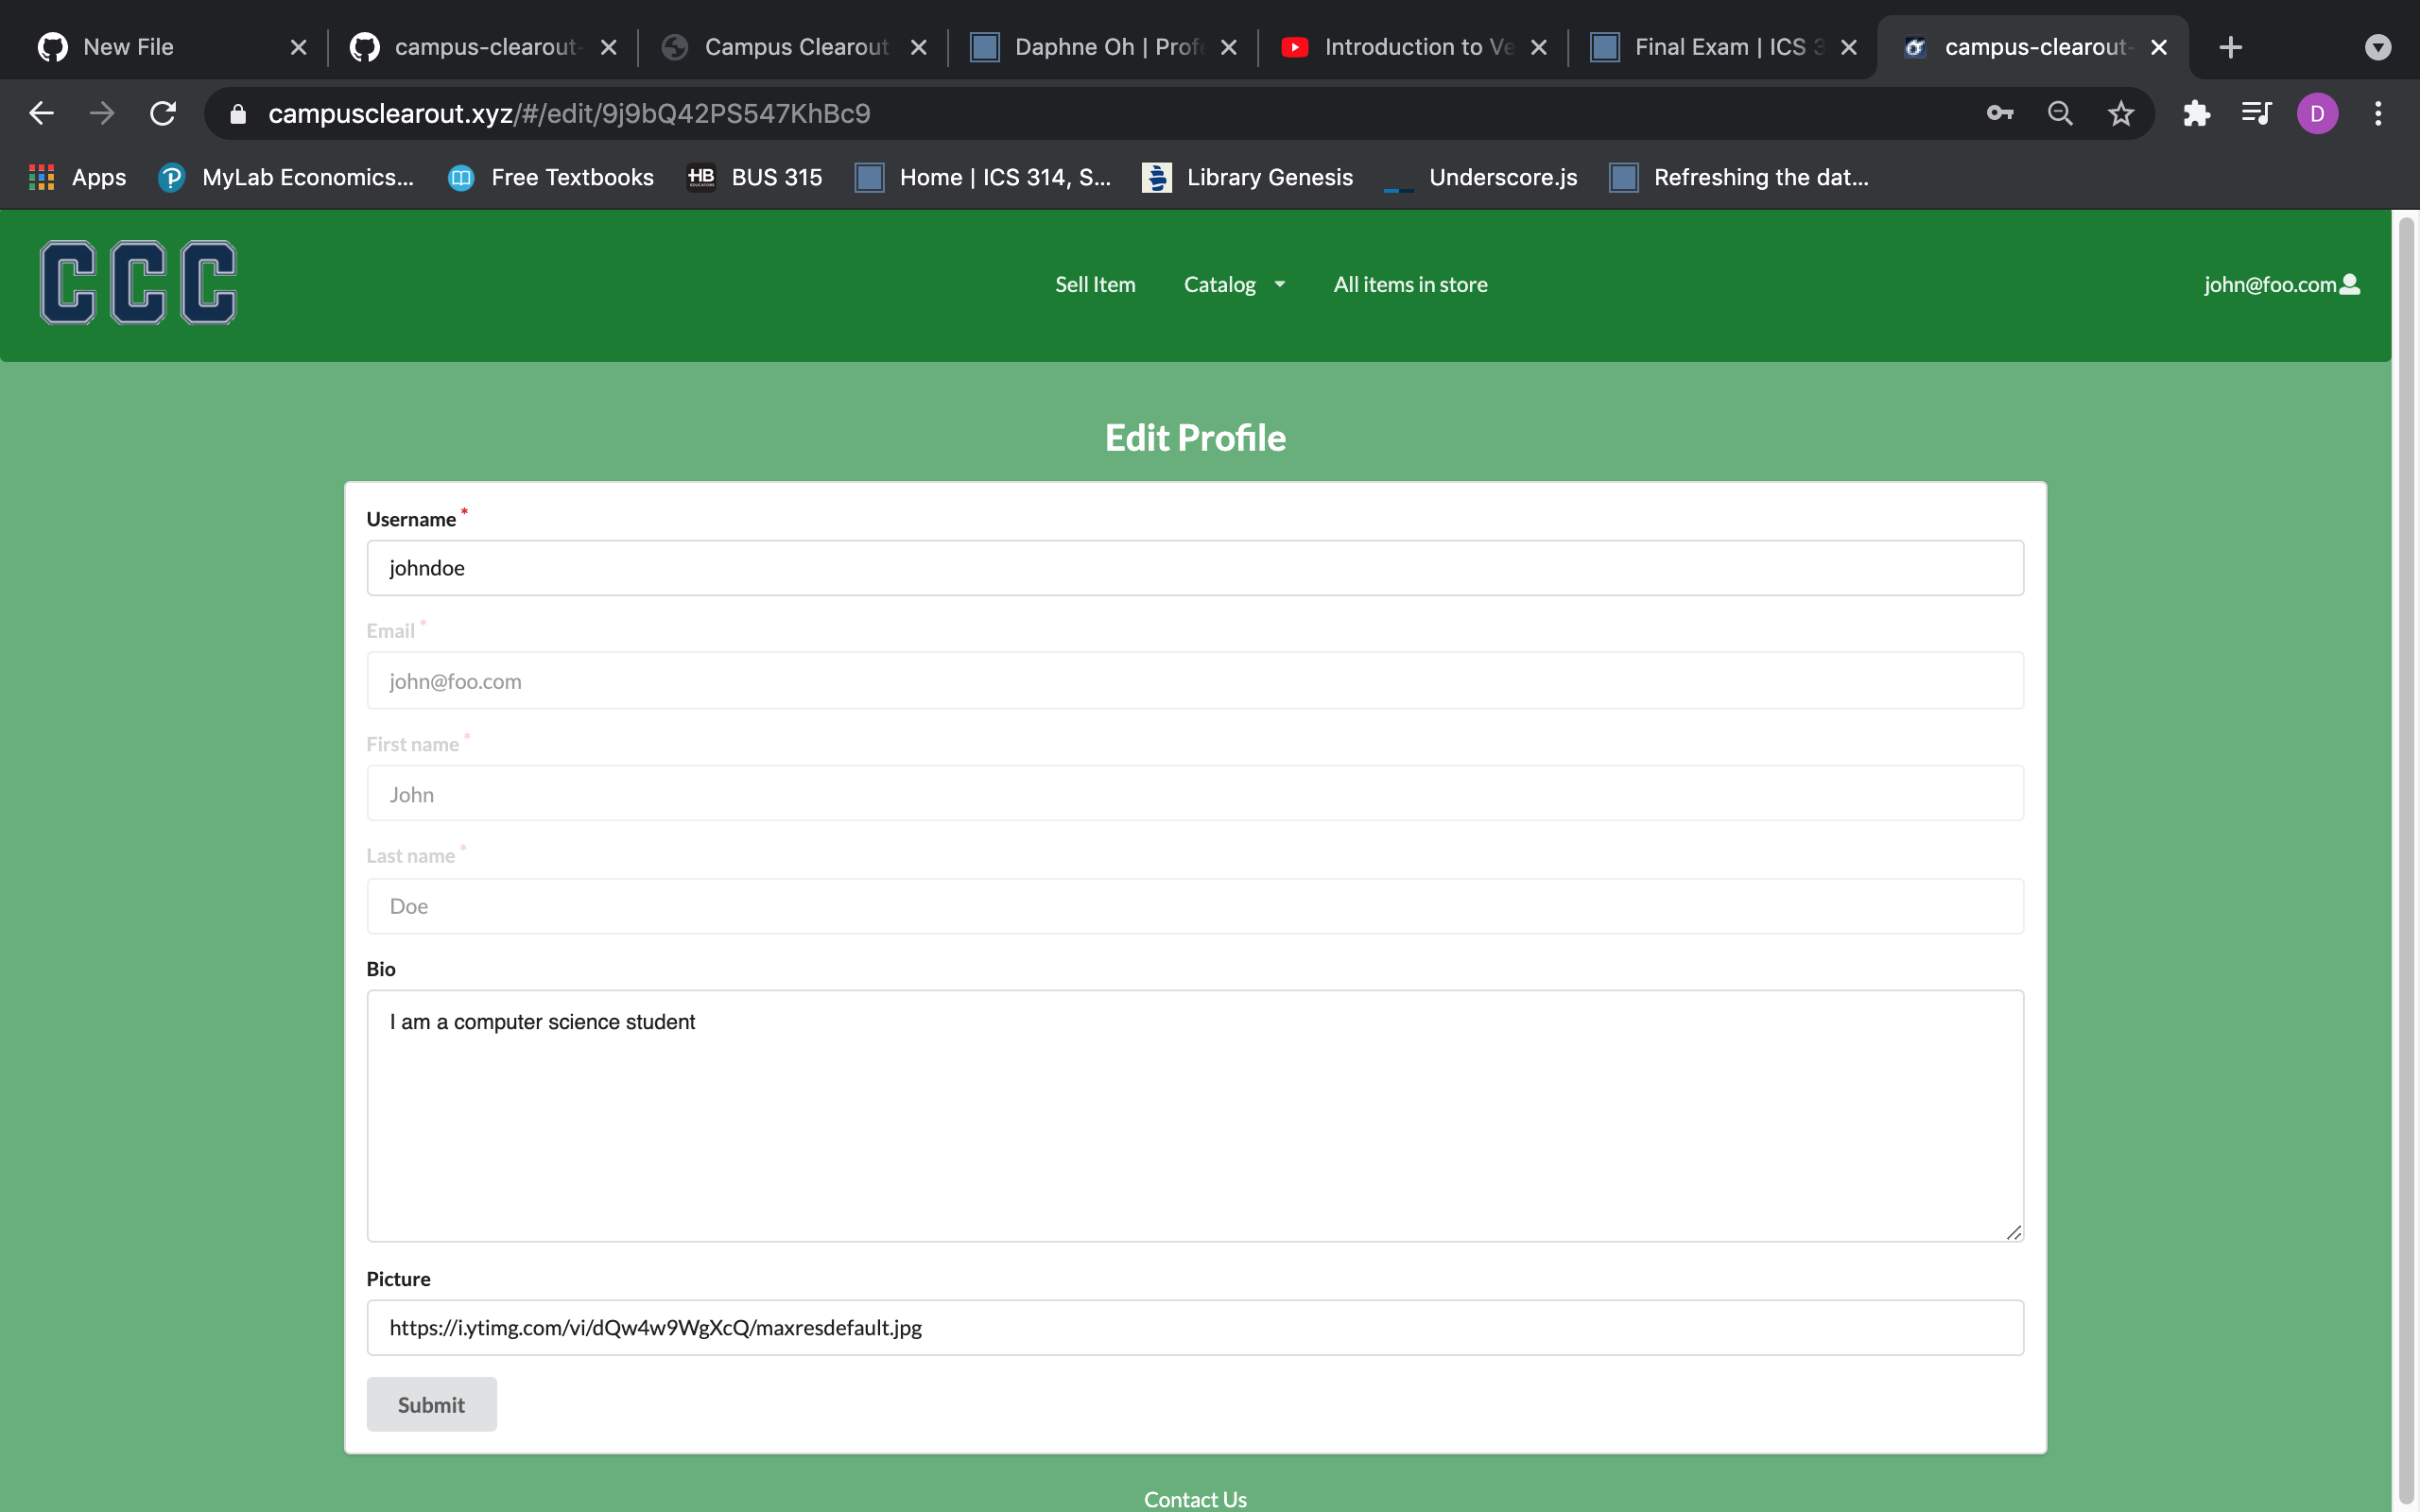 New File
campus-clearout-
Campus Clearout
Daphne Oh | Profe
Introduction to Ve
Final Exam | ICS 3
campus-clearout-
campusclearout.xyz/#/edit/9j9bQ42PS547KhBc9
D
Apps
MyLab Economics...
Free Textbooks
HB
BUS 315
Home | ICS 314, S...
Library Genesis
Underscore.js
Refreshing the dat...
CCC
Sell Item
Catalog
All items in store
john@foo.com
Edit Profile
Username *
johndoe
Email *
john@foo.com
First name *
John
Last name *
Doe
Bio
I am a computer science student
Picture
https://i.ytimg.com/vi/dQw4w9WgXcQ/maxresdefault.jpg
Submit
Contact Us